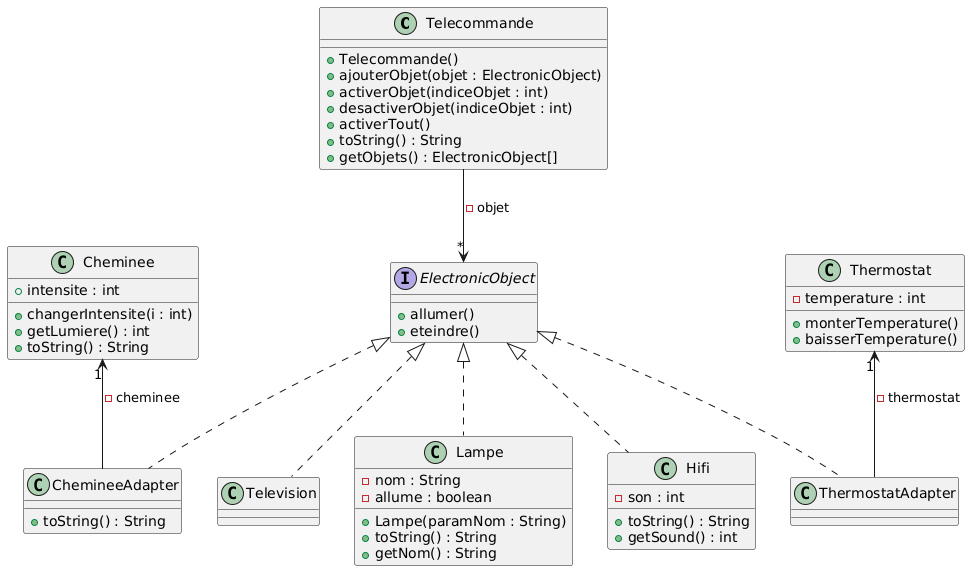 Telecommande
Telecommande()
ajouterObjet(objet : ElectronicObject)
activerObjet(indiceObjet : int)
desactiverObjet(indiceObjet : int)
activerTout()
toString() : String
getObjets() : ElectronicObject[]
objet
*
Cheminee
intensite : int
changerIntensite(i : int)
getLumiere() : int
toString() : String
ElectronicObject
allumer()
eteindre()
Thermostat
temperature : int
monterTemperature()
baisserTemperature()
1
cheminee
1
thermostat
ChemineeAdapter
toString() : String
Television
Lampe
nom : String
allume : boolean
Lampe(paramNom : String)
toString() : String
getNom() : String
Hifi
son : int
toString() : String
getSound() : int
ThermostatAdapter